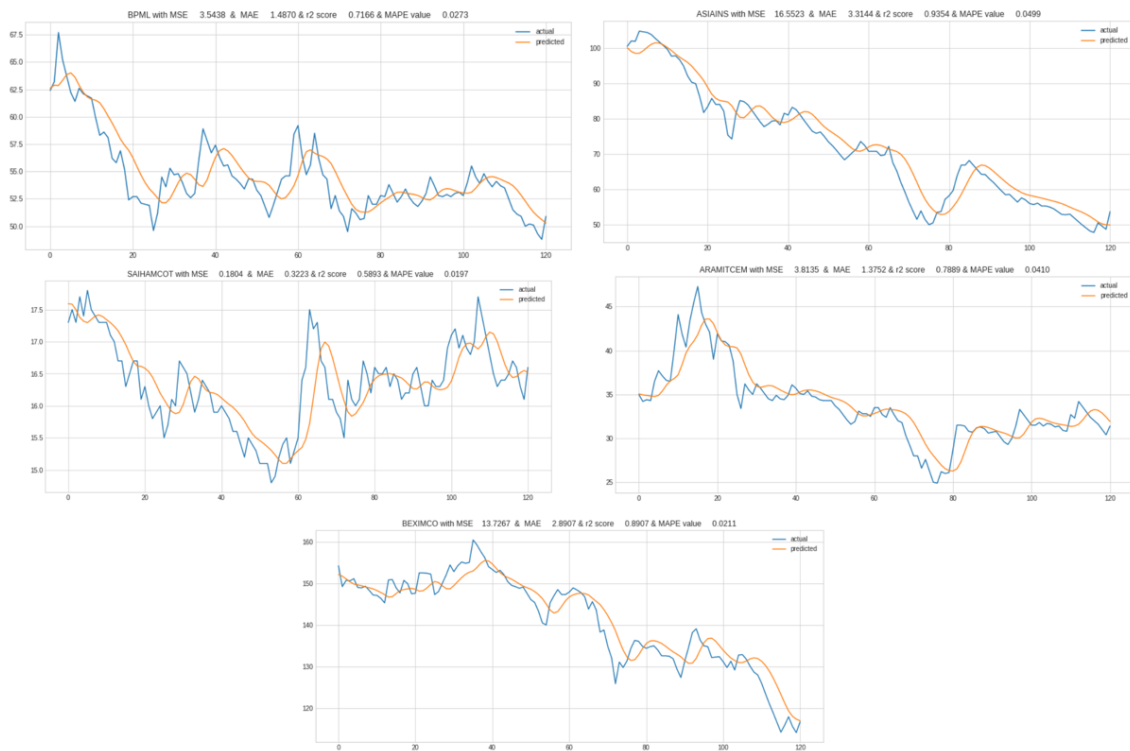 BPML with MSE 3.5438 & MAE 1.4870 & r2 score 0.7166 & MAPE value 0.0273
actual
predicted
67.5
65.0
62.5
60.0
57.5
55.0
52.5
50.0
0 20 40 60 80 100 120
ASIAINS with MSE 16.5523 & MAE 3.3144 & r2 score 0.9354 & MAPE value 0.0499
actual
predicted
100
90
80
70
60
50
0 20 40 60 80 100 120
SAIHAMCOT with MSE 0.1804 & MAE 0.3223 & r2 score 0.5893 & MAPE value 0.0197
actual
predicted
17.5
17.0
16.5
16.0
15.5
15.0
0 20 40 60 80 100 120
ARAMITCEM with MSE 3.8135 & MAE 1.3752 & r2 score 0.7889 & MAPE value 0.0410
actual
predicted
45
40
35
30
25
0 20 40 60 80 100 120
BEXIMCO with MSE 13.7267 & MAE 2.8907 & r2 score 0.8907 & MAPE value 0.0211
actual
predicted
160
150
140
130
120
0 20 40 60 80 100 120